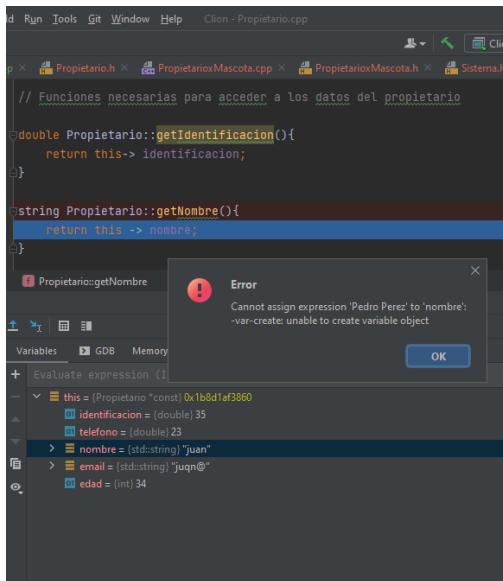 ld Run Tools Git Window Help Clion - Propietario.cpp
Cli
p Propietario.h PropietarioxMascota.cpp PropietarioxMascota.h Sistema.h
// Funciones necesarias para acceder a los datos del propietario
double Propietario::getIdentificacion(){
return this-> identificacion;
}
string Propietario::getNombre(){
return this -> nombre;
}
f Propietario::getNombre
Error
Cannot assign expression 'Pedro Perez' to 'nombre':
-var-create: unable to create variable object
OK
Variables GDB Memory
Evaluate expression (I
this = {Propietario *const} 0x1b8d1af3860
01 identificacion = {double} 35
01 telefono = {double} 23
nombre = {std::string} "juan"
email = {std::string} "juqn@"
01 edad = {int} 34